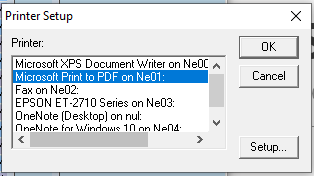 Printer Setup
Printer:
Microsoft XPS Document Writer on Ne00
Microsoft Print to PDF on Ne01:
Fax on Ne02:
EPSON ET-2710 Series on Ne03:
OneNote (Desktop) on nul:
OneNote for Windows 10 on Ne04:
OK
Cancel
Setup...